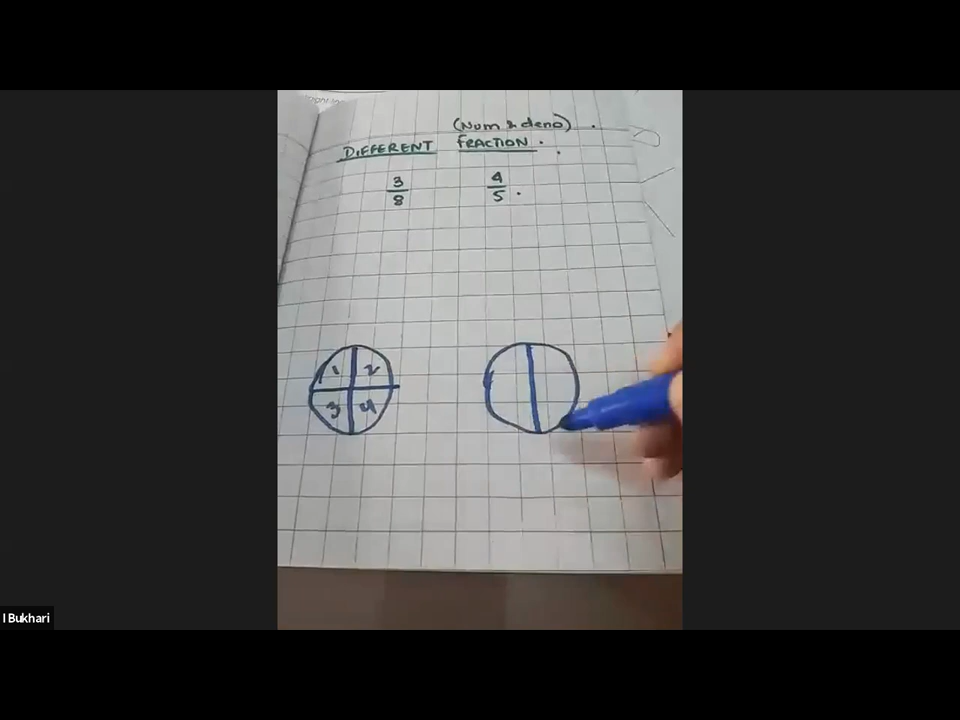 (Num & deno) .
DIFFERENT FRACTION .
3/8 4/5 .
1 2
3 4
I Bukhari